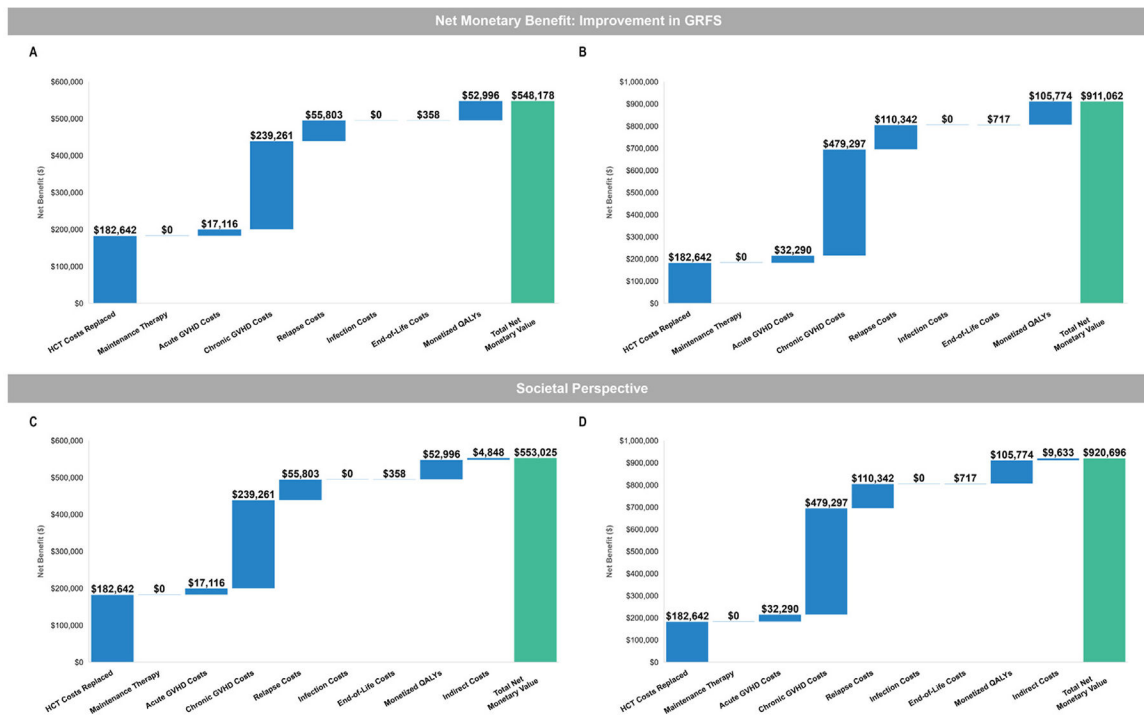 Net Monetary Benefit: Improvement in GRFS
A
Net Benefit ($)
$600,000
$500,000
$400,000
$300,000
$200,000
$100,000
$0
$182,642
$0
$17,116
$239,261
$55,803
$0
$358
$52,996
$548,178
HCT Costs Replaced
Maintenance Therapy
Acute GVHD Costs
Chronic GVHD Costs
Relapse Costs
Infection Costs
End-of-Life Costs
Monetized QALYs
Total Net
Monetary Value
B
Net Benefit ($)
$1,000,000
$900,000
$800,000
$700,000
$600,000
$500,000
$400,000
$300,000
$200,000
$100,000
$0
$182,642
$0
$32,290
$479,297
$110,342
$0
$717
$105,774
$911,062
HCT Costs Replaced
Maintenance Therapy
Acute GVHD Costs
Chronic GVHD Costs
Relapse Costs
Infection Costs
End-of-Life Costs
Monetized QALYs
Total Net
Monetary Value
Societal Perspective
C
Net Benefit ($)
$600,000
$500,000
$400,000
$300,000
$200,000
$100,000
$0
$182,642
$0
$17,116
$239,261
$55,803
$0
$358
$52,996
$4,848
$553,025
HCT Costs Replaced
Maintenance Therapy
Acute GVHD Costs
Chronic GVHD Costs
Relapse Costs
Infection Costs
End-of-Life Costs
Monetized QALYs
Indirect Costs
Total Net
Monetary Value
D
Net Benefit ($)
$1,000,000
$900,000
$800,000
$700,000
$600,000
$500,000
$400,000
$300,000
$200,000
$100,000
$0
$182,642
$0
$32,290
$479,297
$110,342
$0
$717
$105,774
$9,633
$920,696
HCT Costs Replaced
Maintenance Therapy
Acute GVHD Costs
Chronic GVHD Costs
Relapse Costs
Infection Costs
End-of-Life Costs
Monetized QALYs
Indirect Costs
Total Net
Monetary Value